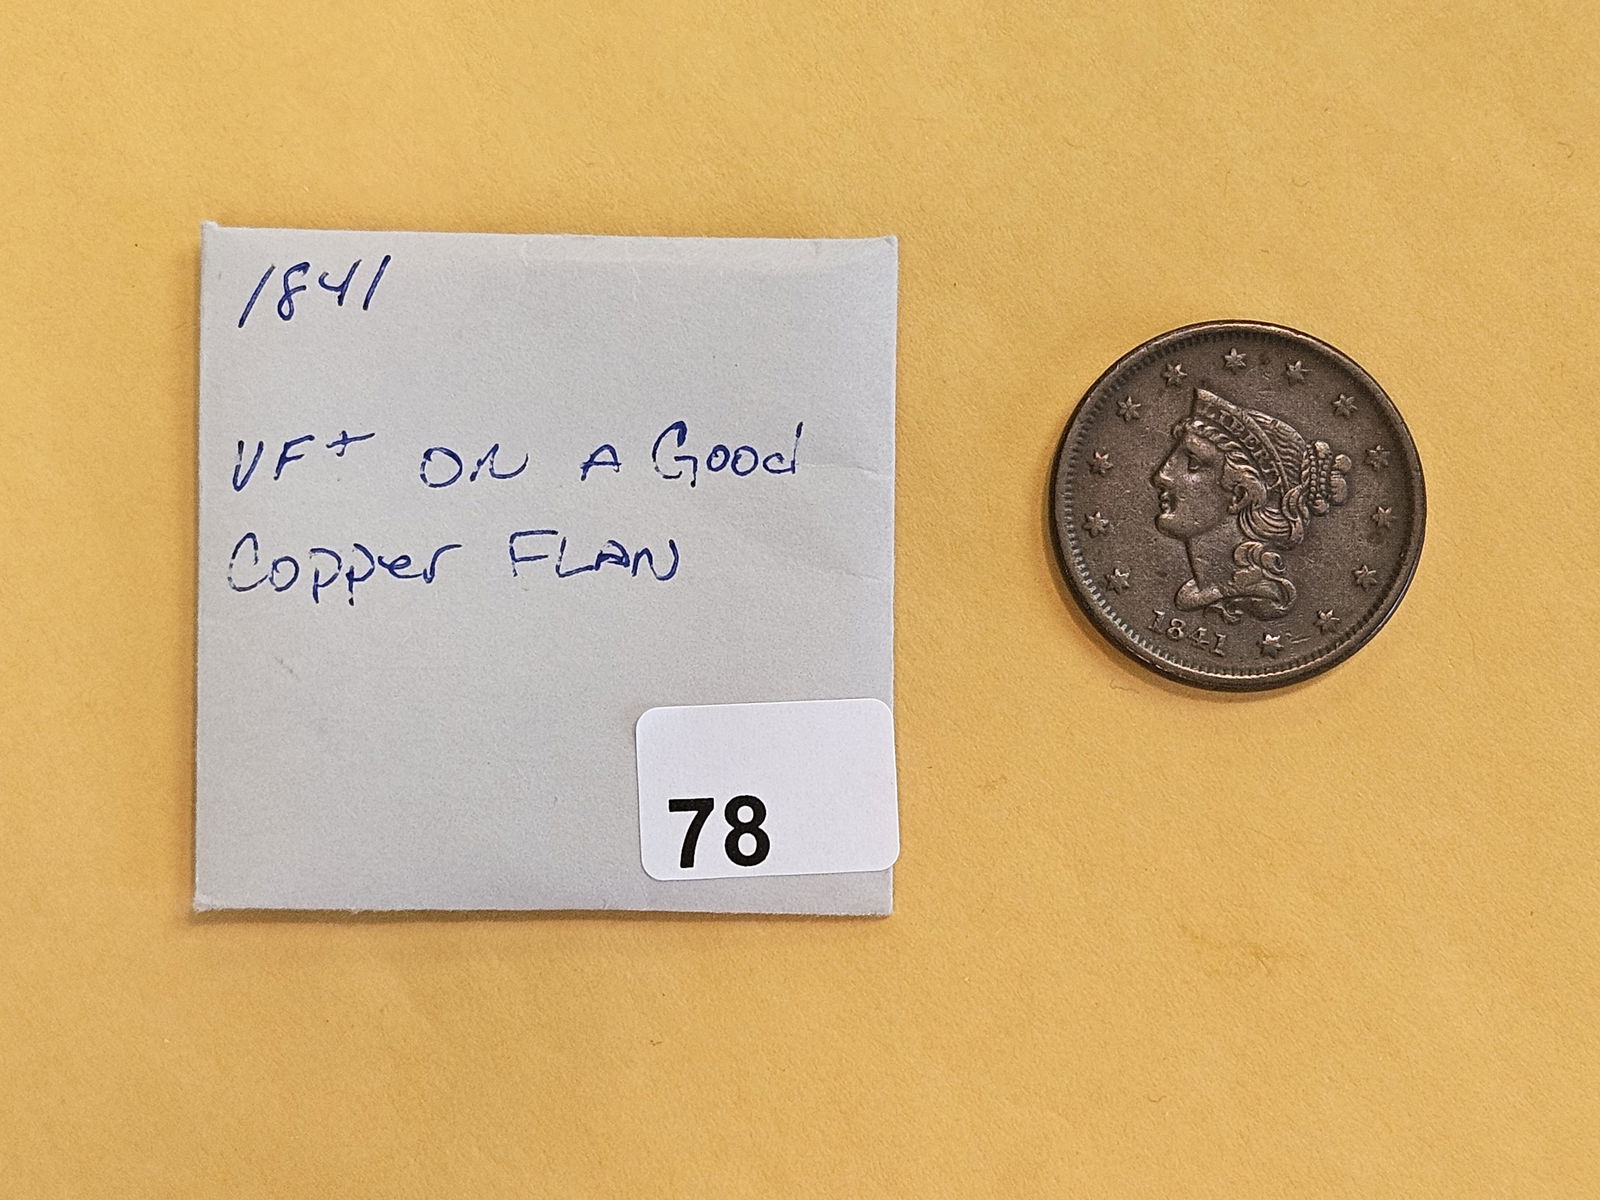 1841
VF+ ON A Good
Copper FLAN
78
LIBERTY
1841